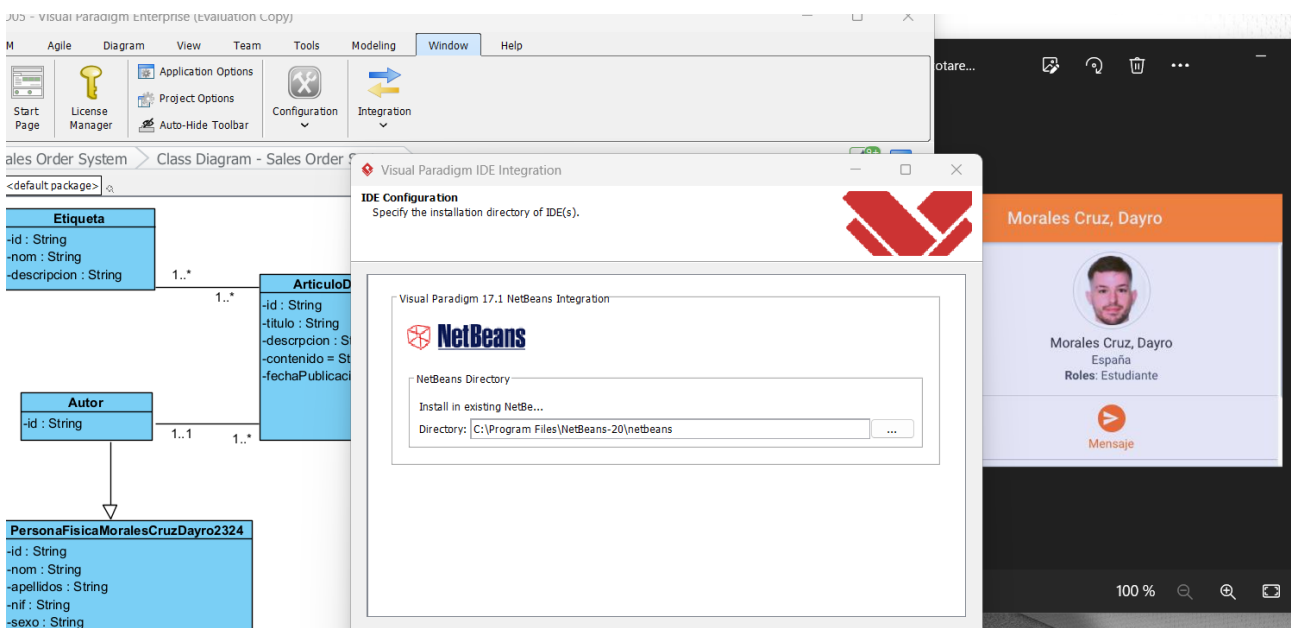 D05 - Visual Paradigm Enterprise (Evaluation Copy)
M Agile Diagram View Team Tools Modeling Window Help
Start Page
License Manager
Application Options
Project Options
Auto-Hide Toolbar
Configuration
Integration
ales Order System
Class Diagram - Sales Order S
<default package>
Etiqueta
-id : String
-nom : String
-descripcion : String
1..*
1..*
ArticuloD
-id : String
-titulo : String
-descrpcion : St
-contenido = St
-fechaPublicaci
Autor
-id : String
1..1
1..*
PersonaFisicaMoralesCruzDayro2324
-id : String
-nom : String
-apellidos : String
-nif : String
-sexo : String
Visual Paradigm IDE Integration
IDE Configuration
Specify the installation directory of IDE(s).
Visual Paradigm 17.1 NetBeans Integration
NetBeans
NetBeans Directory
Install in existing NetBe...
Directory: C:\Program Files\NetBeans-20\netbeans
...
otare...
Morales Cruz, Dayro
Morales Cruz, Dayro
España
Roles: Estudiante
Mensaje
100 %